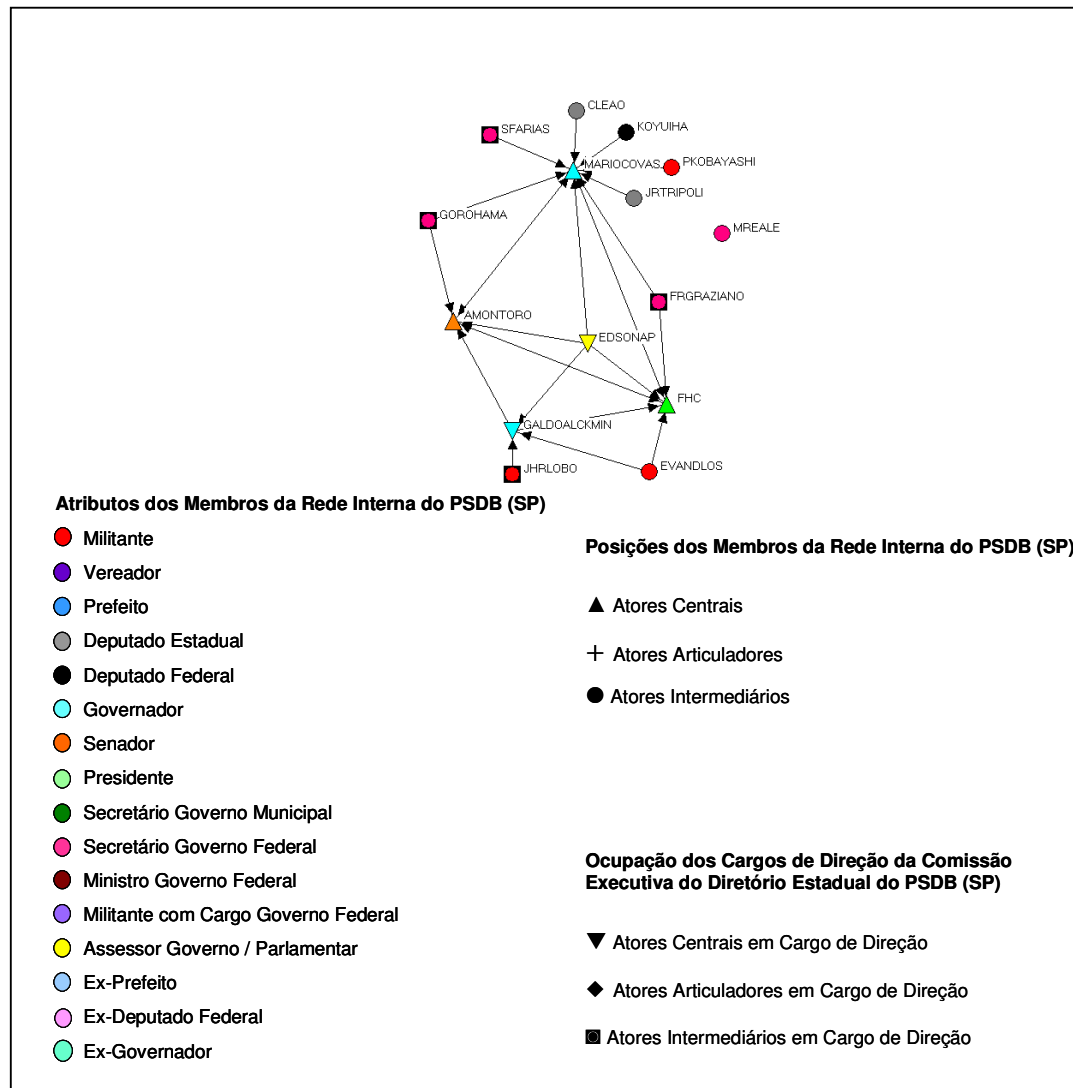 CLEAO
SFARIAS
KOYUIHA
MARIOCOVAS
PKOBAYASHI
JRTRIPOLI
GOROHAMA
MREALE
FRGRAZIANO
AMONTORO
EDSONAP
FHC
GALDOALCKMIN
JHRLOBO
EVANDLOS
Atributos dos Membros da Rede Interna do PSDB (SP)
Militante
Vereador
Prefeito
Deputado Estadual
Deputado Federal
Governador
Senador
Presidente
Secretário Governo Municipal
Secretário Governo Federal
Ministro Governo Federal
Militante com Cargo Governo Federal
Assessor Governo / Parlamentar
Ex-Prefeito
Ex-Deputado Federal
Ex-Governador
Posições dos Membros da Rede Interna do PSDB (SP)
Atores Centrais
Atores Articuladores
Atores Intermediários
Ocupação dos Cargos de Direção da Comissão
Executiva do Diretório Estadual do PSDB (SP)
Atores Centrais em Cargo de Direção
Atores Articuladores em Cargo de Direção
Atores Intermediários em Cargo de Direção